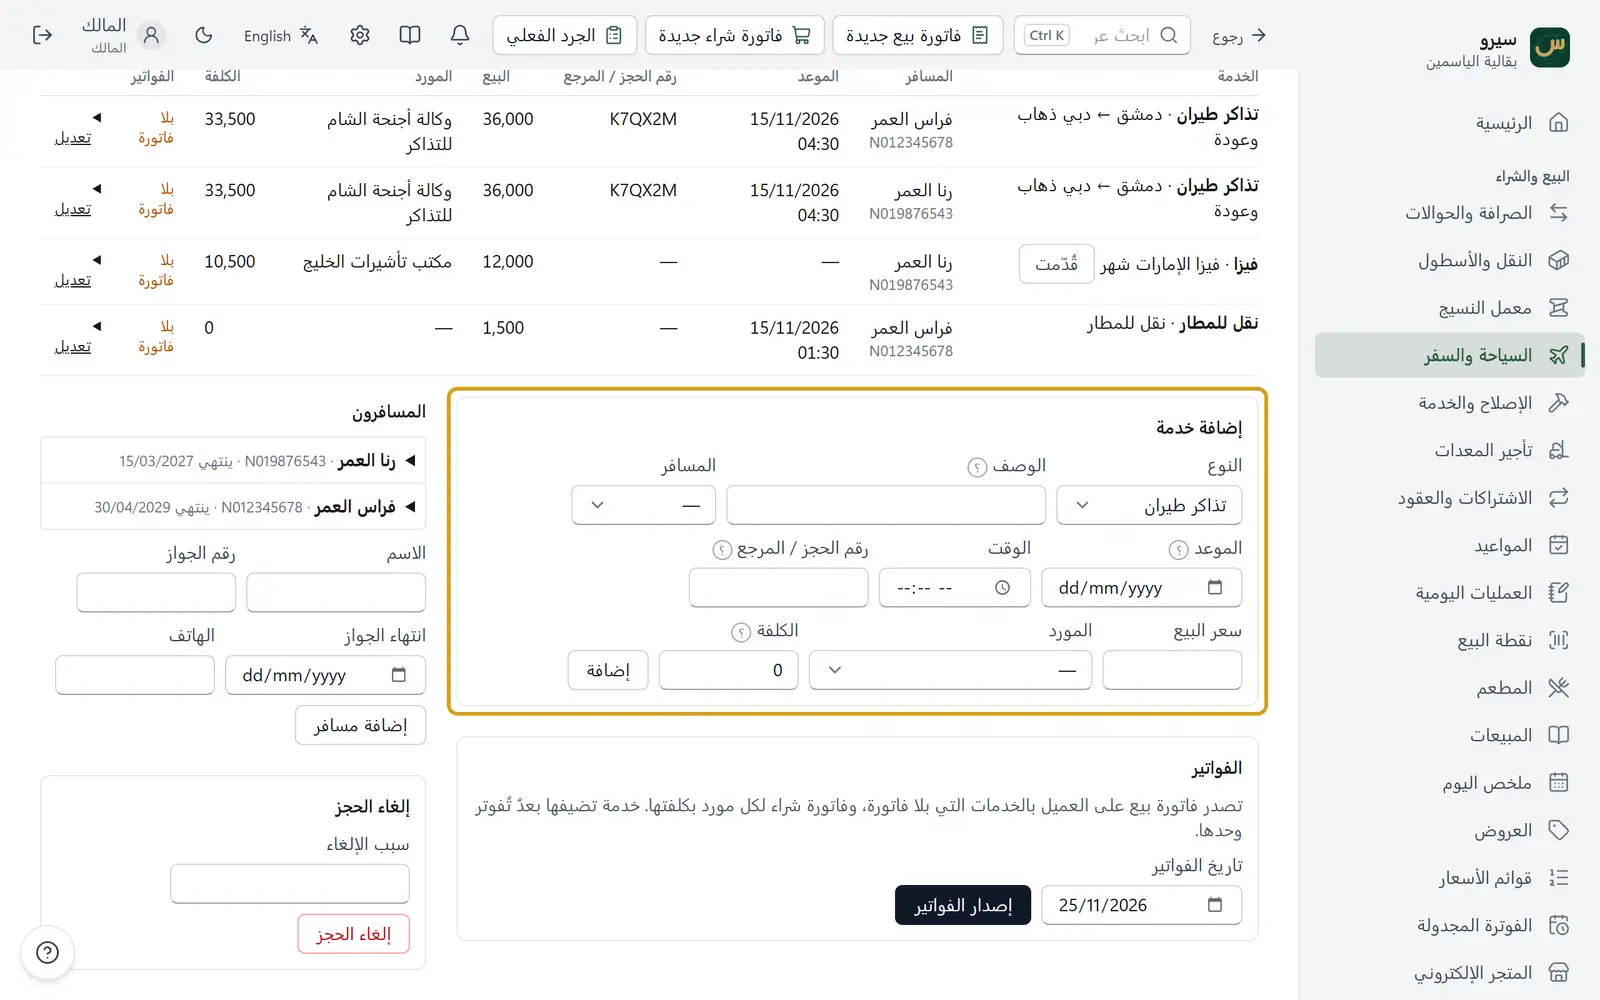 سيرو
بقالية الياسمين
رجوع
ابحث عر
Ctrl K
فاتورة بيع جديدة
فاتورة شراء جديدة
الجرد الفعلي
English
المالك
المالك
الرئيسية
البيع والشراء
الصرافة والحوالات
النقل والأسطول
معمل النسيج
السياحة والسفر
الإصلاح والخدمة
تأجير المعدات
الاشتراكات والعقود
المواعيد
العمليات اليومية
نقطة البيع
المطعم
المبيعات
ملخص اليوم
العروض
قوائم الأسعار
الفوترة المجدولة
المتجر الإلكتروني
الخدمة المسافر الموعد رقم الحجز / المرجع البيع المورد الكلفة الفواتير
تذاكر طيران · دمشق ← دبي ذهاب وعودة
فراس العمر
N012345678
15/11/2026
04:30
K7QX2M
36,000
وكالة أجنحة الشام للتذاكر
33,500
بلا فاتورة
◀ تعديل
تذاكر طيران · دمشق ← دبي ذهاب وعودة
رنا العمر
N019876543
15/11/2026
04:30
K7QX2M
36,000
وكالة أجنحة الشام للتذاكر
33,500
بلا فاتورة
◀ تعديل
فيزا · فيزا الإمارات شهر
قُدّمت
رنا العمر
N019876543
—
—
12,000
مكتب تأشيرات الخليج
10,500
بلا فاتورة
◀ تعديل
نقل للمطار · نقل للمطار
فراس العمر
N012345678
15/11/2026
01:30
—
1,500
—
0
بلا فاتورة
◀ تعديل
إضافة خدمة
النوع
تذاكر طيران
الوصف ؟
المسافر
—
الموعد ؟
dd/mm/yyyy
الوقت
--:-- --
رقم الحجز / المرجع ؟
سعر البيع
المورد
—
الكلفة ؟
0
إضافة
الفواتير
تصدر فاتورة بيع على العميل بالخدمات التي بلا فاتورة، وفاتورة شراء لكل مورد بكلفتها. خدمة تضيفها بعدُ تُفوتر
وحدها.
تاريخ الفواتير
25/11/2026
إصدار الفواتير
المسافرون
◀ رنا العمر · N019876543 · ينتهي 15/03/2027
◀ فراس العمر · N012345678 · ينتهي 30/04/2029
الاسم
رقم الجواز
انتهاء الجواز
dd/mm/yyyy
الهاتف
إضافة مسافر
إلغاء الحجز
سبب الإلغاء
إلغاء الحجز